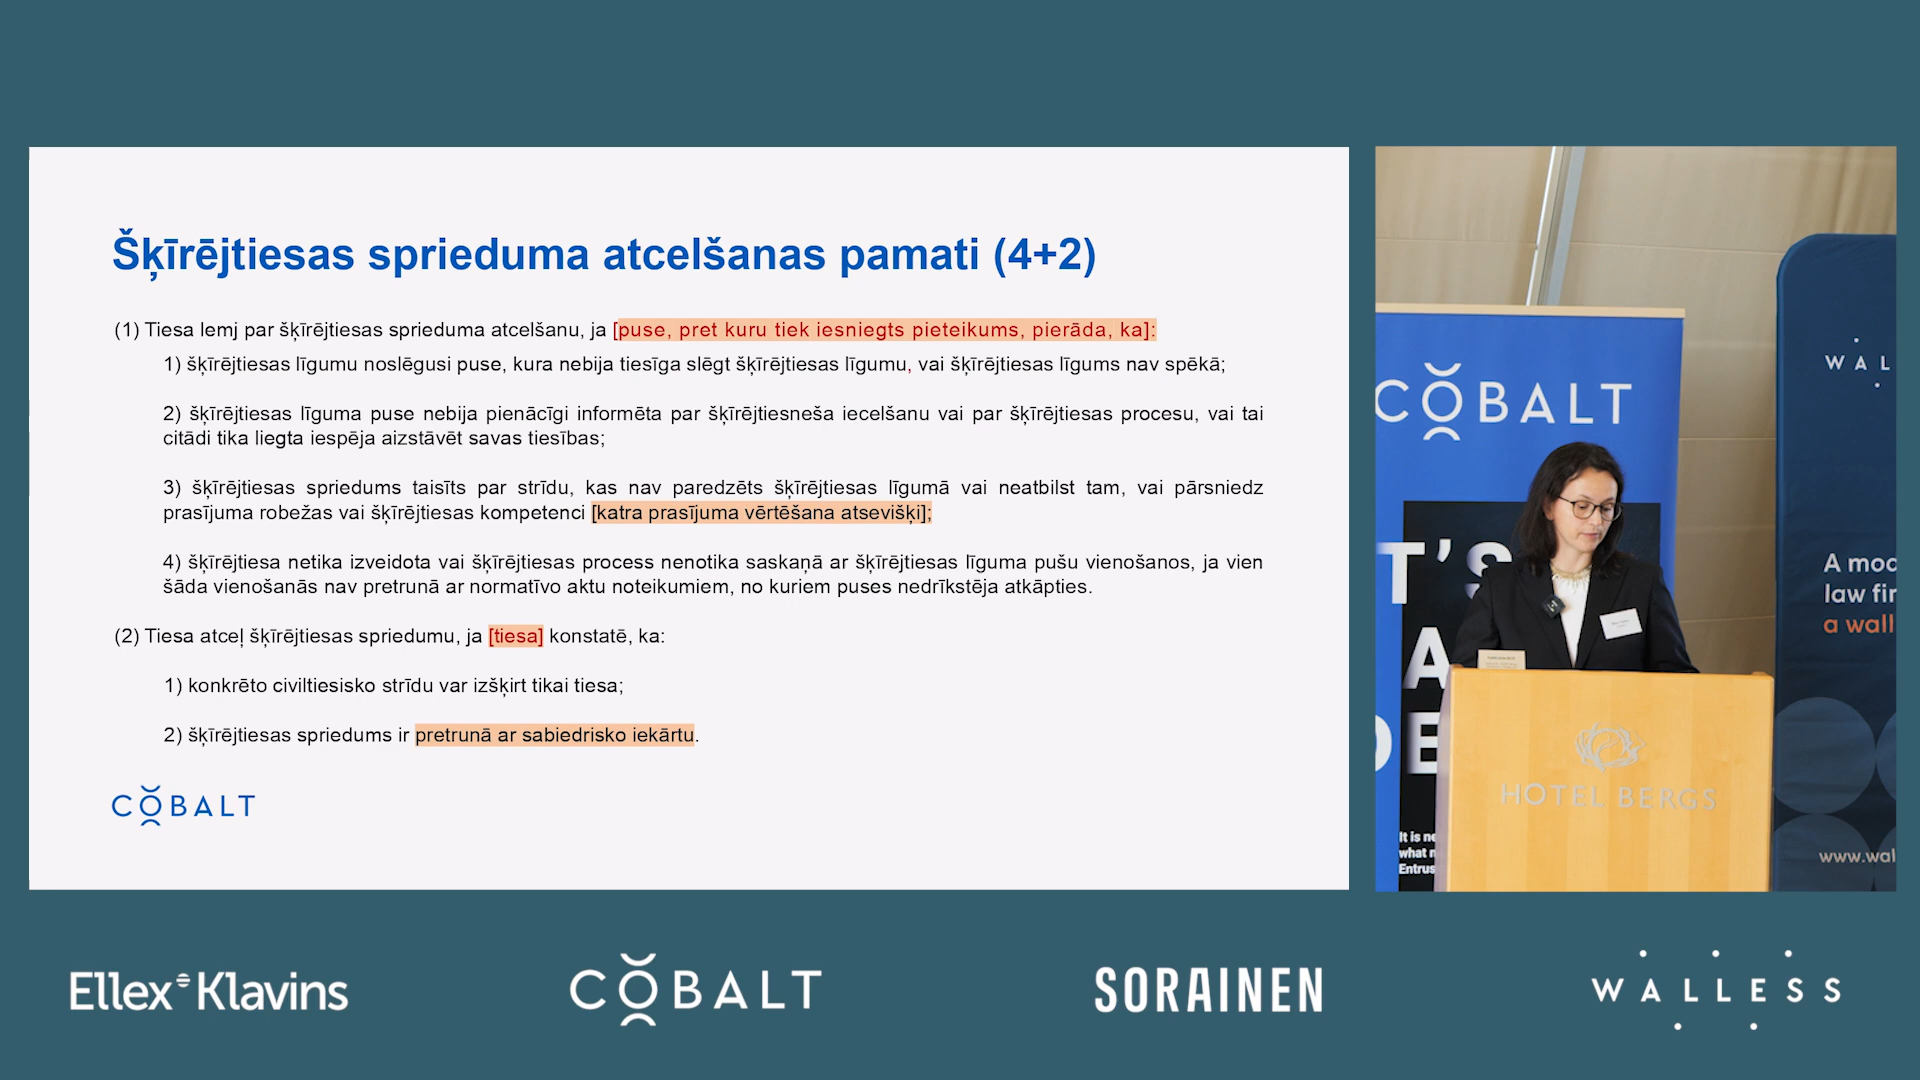 Šķīrējtiesas sprieduma atcelšanas pamati (4+2)
(1) Tiesa lemj par šķīrējtiesas sprieduma atcelšanu, ja [puse, pret kuru tiek iesniegts pieteikums, pierāda, ka]:
1) šķīrējtiesas līgumu noslēgusi puse, kura nebija tiesīga slēgt šķīrējtiesas līgumu, vai šķīrējtiesas līgums nav spēkā;
2) šķīrējtiesas līguma puse nebija pienācīgi informēta par šķīrējtiesneša iecelšanu vai par šķīrējtiesas procesu, vai tai
citādi tika liegta iespēja aizstāvēt savas tiesības;
3) šķīrējtiesas spriedums taisīts par strīdu, kas nav paredzēts šķīrējtiesas līgumā vai neatbilst tam, vai pārsniedz
prasījuma robežas vai šķīrējtiesas kompetenci [katra prasījuma vērtēšana atsevišķi];
4) šķīrējtiesa netika izveidota vai šķīrējtiesas process nenotika saskaņā ar šķīrējtiesas līguma pušu vienošanos, ja vien
šāda vienošanās nav pretrunā ar normatīvo aktu noteikumiem, no kuriem puses nedrīkstēja atkāpties.
(2) Tiesa atceļ šķīrējtiesas spriedumu, ja [tiesa] konstatē, ka:
1) konkrēto civiltiesisko strīdu var izšķirt tikai tiesa;
2) šķīrējtiesas spriedums ir pretrunā ar sabiedrisko iekārtu.
COBALT
COBALT
T'S
A
DE
It is ne
what n
Entrus
WAL
A mod
law fir
a wall
www.wal
HOTEL BERGS
Ellex Klavins
COBALT
SORAINEN
WALLESS